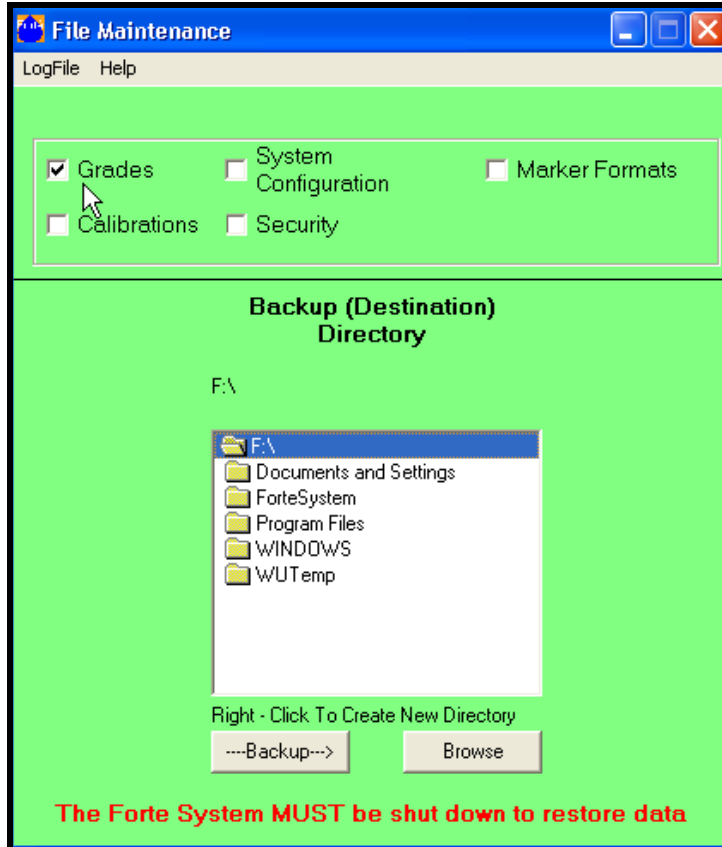 File Maintenance
LogFile Help
Grades
System
Configuration
Marker Formats
Calibrations
Security
Backup (Destination)
Directory
F:\
F:\
Documents and Settings
ForteSystem
Program Files
WINDOWS
WUTemp
Right - Click To Create New Directory
----Backup--->
Browse
The Forte System MUST be shut down to restore data